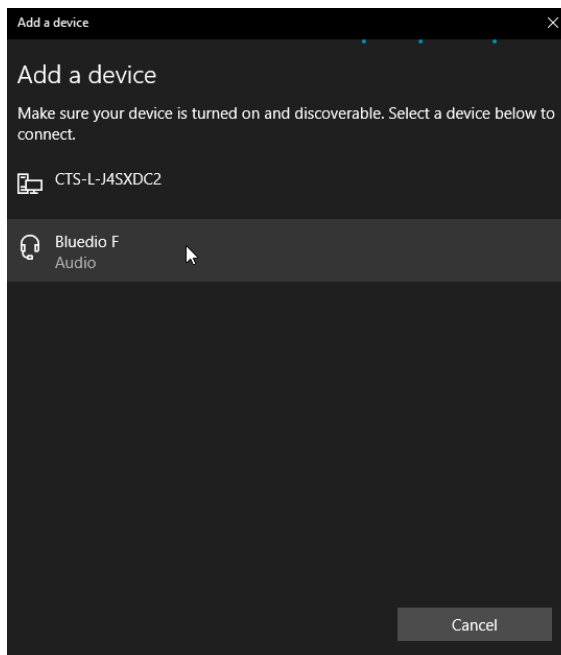 Add a device
Add a device
Make sure your device is turned on and discoverable. Select a device below to
connect.
CTS-L-J4SXDC2
Bluedio F
Audio
Cancel